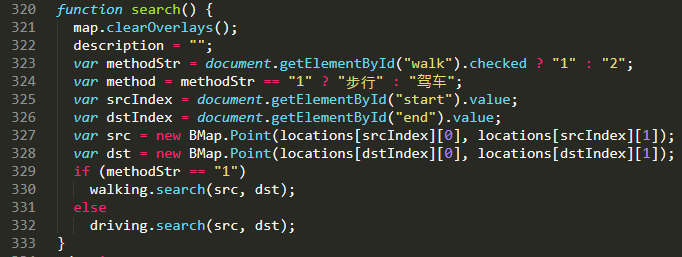 320 function search() {
321 map.clearOverlays();
322 description = "";
323 var methodStr = document.getElementById("walk").checked ? "1" : "2";
324 var method = methodStr == "1" ? "步行" : "驾车";
325 var srcIndex = document.getElementById("start").value;
326 var dstIndex = document.getElementById("end").value;
327 var src = new BMap.Point(locations[srcIndex][0], locations[srcIndex][1]);
328 var dst = new BMap.Point(locations[dstIndex][0], locations[dstIndex][1]);
329 if (methodStr == "1")
330 walking.search(src, dst);
331 else
332 driving.search(src, dst);
333 }